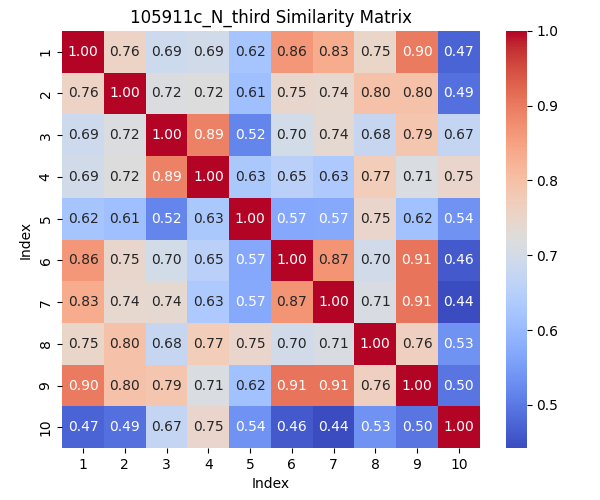 105911c_N_third Similarity Matrix
1 1.00 0.76 0.69 0.69 0.62 0.86 0.83 0.75 0.90 0.47
2 0.76 1.00 0.72 0.72 0.61 0.75 0.74 0.80 0.80 0.49
3 0.69 0.72 1.00 0.89 0.52 0.70 0.74 0.68 0.79 0.67
4 0.69 0.72 0.89 1.00 0.63 0.65 0.63 0.77 0.71 0.75
5 0.62 0.61 0.52 0.63 1.00 0.57 0.57 0.75 0.62 0.54
6 0.86 0.75 0.70 0.65 0.57 1.00 0.87 0.70 0.91 0.46
7 0.83 0.74 0.74 0.63 0.57 0.87 1.00 0.71 0.91 0.44
8 0.75 0.80 0.68 0.77 0.75 0.70 0.71 1.00 0.76 0.53
9 0.90 0.80 0.79 0.71 0.62 0.91 0.91 0.76 1.00 0.50
10 0.47 0.49 0.67 0.75 0.54 0.46 0.44 0.53 0.50 1.00
1 2 3 4 5 6 7 8 9 10
Index
Index
1.0
0.9
0.8
0.7
0.6
0.5